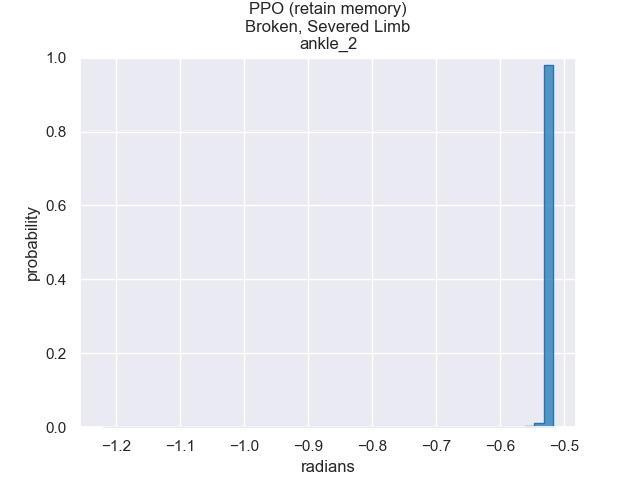 PPO (retain memory)
Broken, Severed Limb
ankle_2
1.0
0.8
0.6
0.4
0.2
0.0
probability
−1.2 −1.1 −1.0 −0.9 −0.8 −0.7 −0.6 −0.5
radians